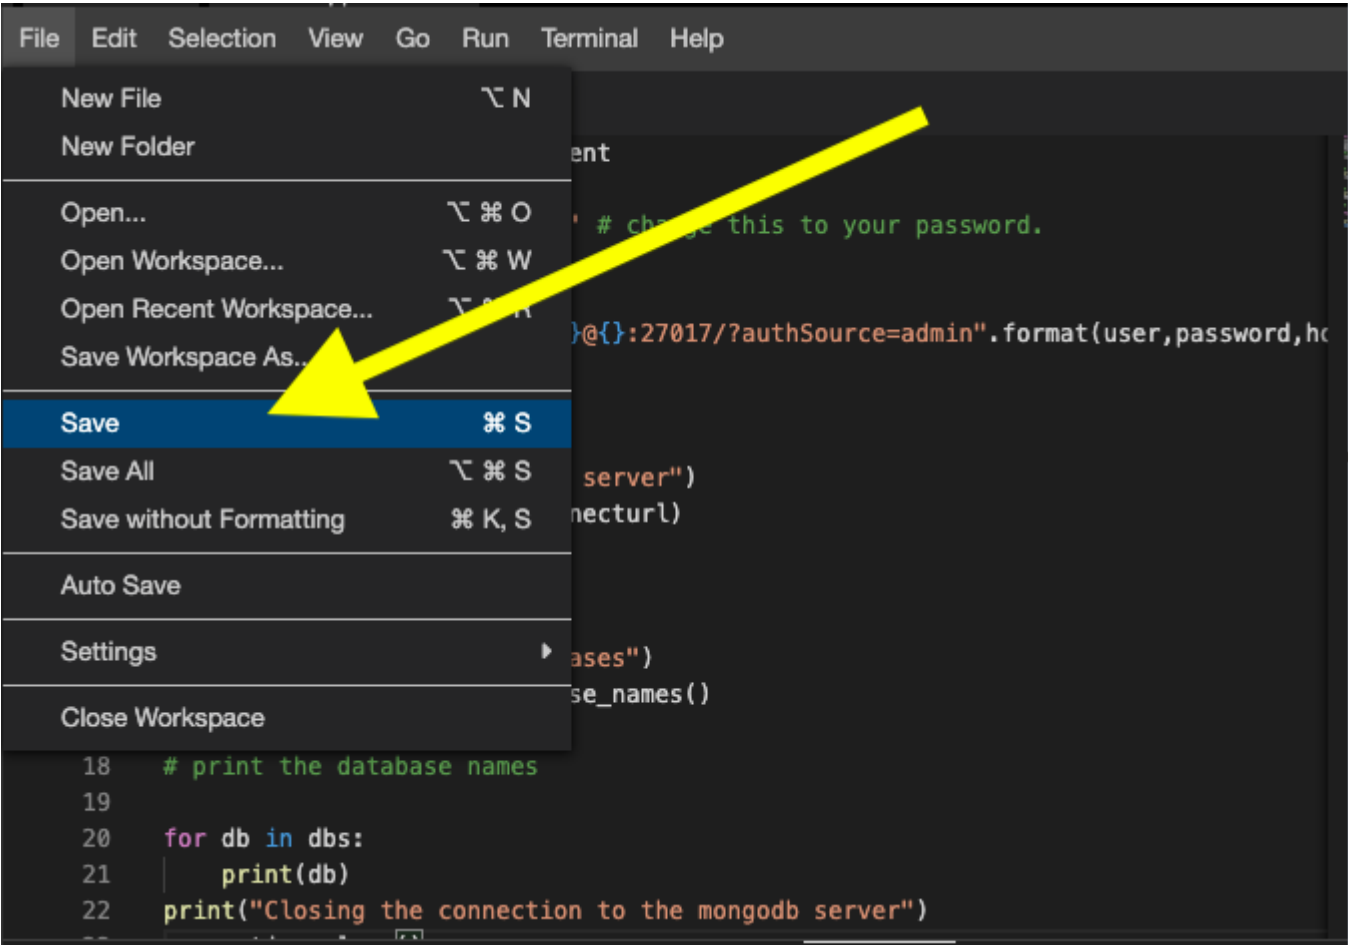 File Edit Selection View Go Run Terminal Help
New File ⌥ N
New Folder
Open... ⌥ ⌘ O
Open Workspace... ⌥ ⌘ W
Open Recent Workspace...
Save Workspace As...
Save ⌘ S
Save All ⌥ ⌘ S
Save without Formatting ⌘ K, S
Auto Save
Settings
Close Workspace
ent
' # change this to your password.
}@{}:27017/?authSource=admin".format(user,password,ho
server")
necturl)
ases")
se_names()
18 # print the database names
19
20 for db in dbs:
21 print(db)
22 print("Closing the connection to the mongodb server")